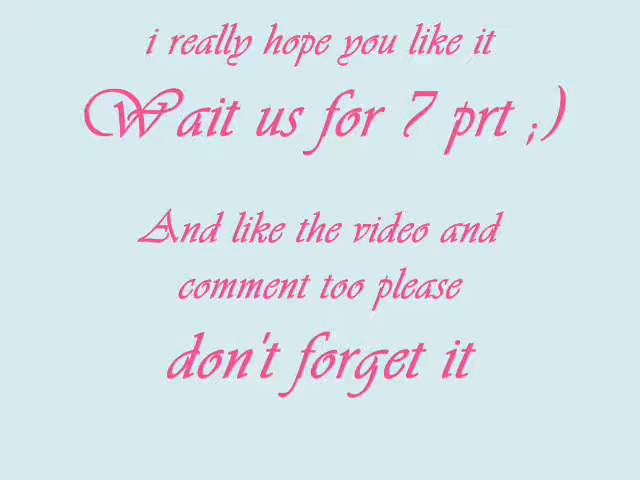 i really hope you like it
Wait us for 7 prt ;)
And like the video and
comment too please
don't forget it